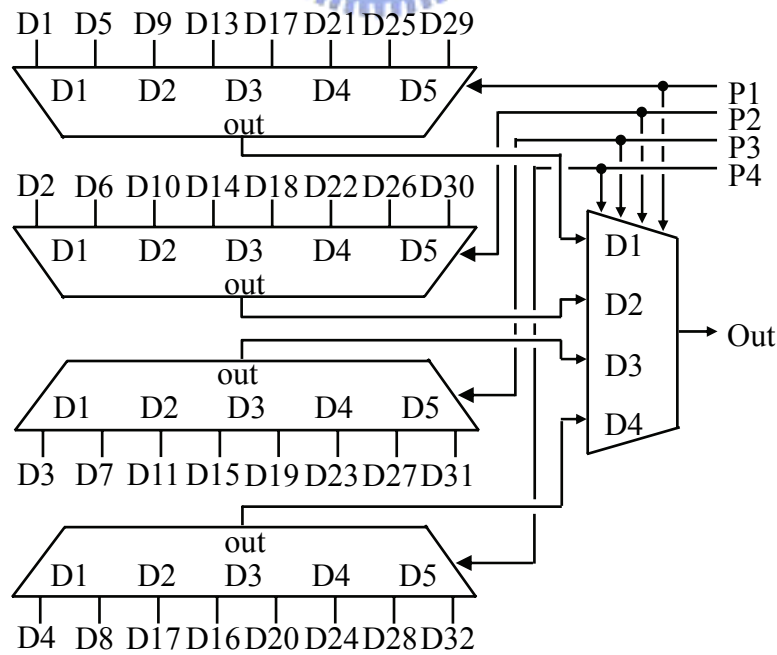 D1 D5 D9 D13 D17 D21 D25 D29
D1 D2 D3 D4 D5
out
P1
P2
P3
P4
D2 D6 D10 D14 D18 D22 D26 D30
D1 D2 D3 D4 D5
out
D1
D2
D3
D4
Out
out
D1 D2 D3 D4 D5
D3 D7 D11 D15 D19 D23 D27 D31
out
D1 D2 D3 D4 D5
D4 D8 D17 D16 D20 D24 D28 D32